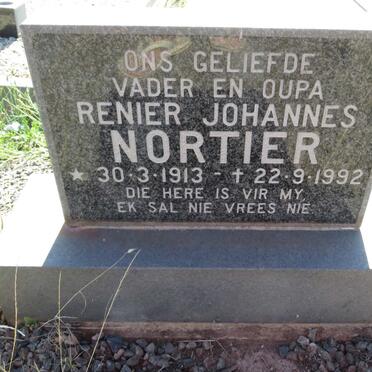 ONS GELIEFDE
VADER EN OUPA
RENIER JOHANNES
NORTIER
★ 30·3·1913 - † 22·9·1992
DIE HERE IS VIR MY,
EK SAL NIE VREES NIE